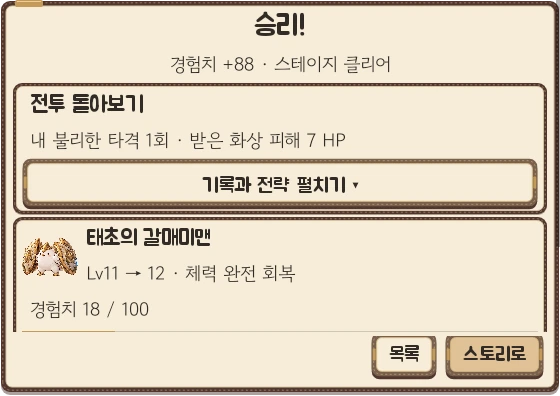 승리!
경험치 +88 · 스테이지 클리어
전투 돌아보기
내 불리한 타격 1회 · 받은 화상 피해 7 HP
기록과 전략 펼치기 ▾
태초의 갈매미맨
Lv11 → 12 · 체력 완전 회복
경험치 18 / 100
목록
스토리로